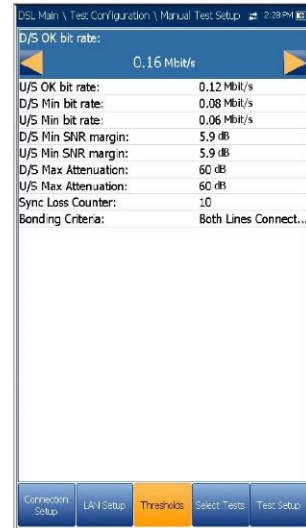 DSL Main \ Test Configuration \ Manual Test Setup 2:28 PM
D/S OK bit rate:
0.16 Mbit/s
U/S OK bit rate: 0.12 Mbit/s
D/S Min bit rate: 0.08 Mbit/s
U/S Min bit rate: 0.06 Mbit/s
D/S Min SNR margin: 5.9 dB
U/S Min SNR margin: 5.9 dB
D/S Max Attenuation: 60 dB
U/S Max Attenuation: 60 dB
Sync Loss Counter: 10
Bonding Criteria: Both Lines Connect...
Connection Setup
LAN Setup
Thresholds
Select Tests
Test Setup